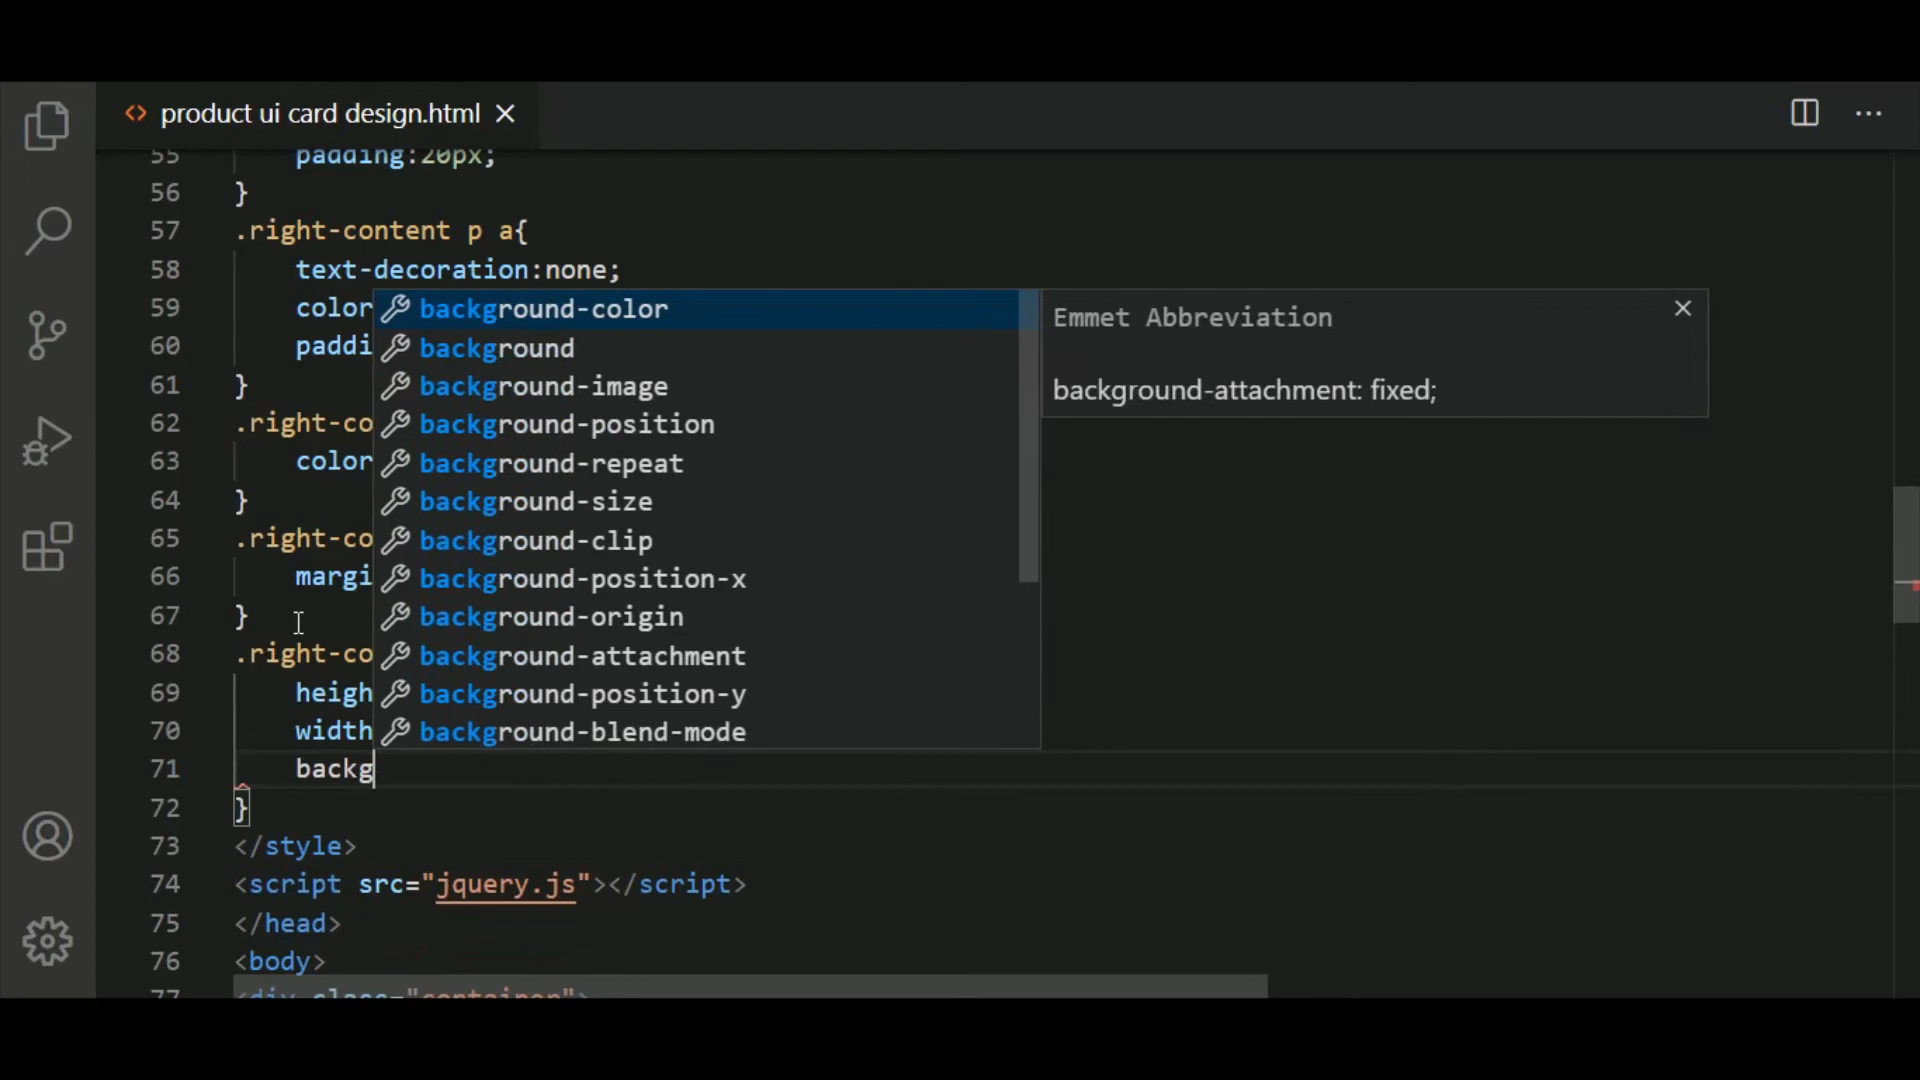 product ui card design.html
55 padding:20px;
56 }
57 .right-content p a{
58 text-decoration:none;
59 color
60 paddi
61 }
62 .right-co
63 color
64 }
65 .right-co
66 margi
67 }
68 .right-co
69 heigh
70 width
71 backg
72 }
73 </style>
74 <script src="jquery.js"></script>
75 </head>
76 <body>
77 <div class="container">
background-color
background
background-image
background-position
background-repeat
background-size
background-clip
background-position-x
background-origin
background-attachment
background-position-y
background-blend-mode
Emmet Abbreviation
background-attachment: fixed;